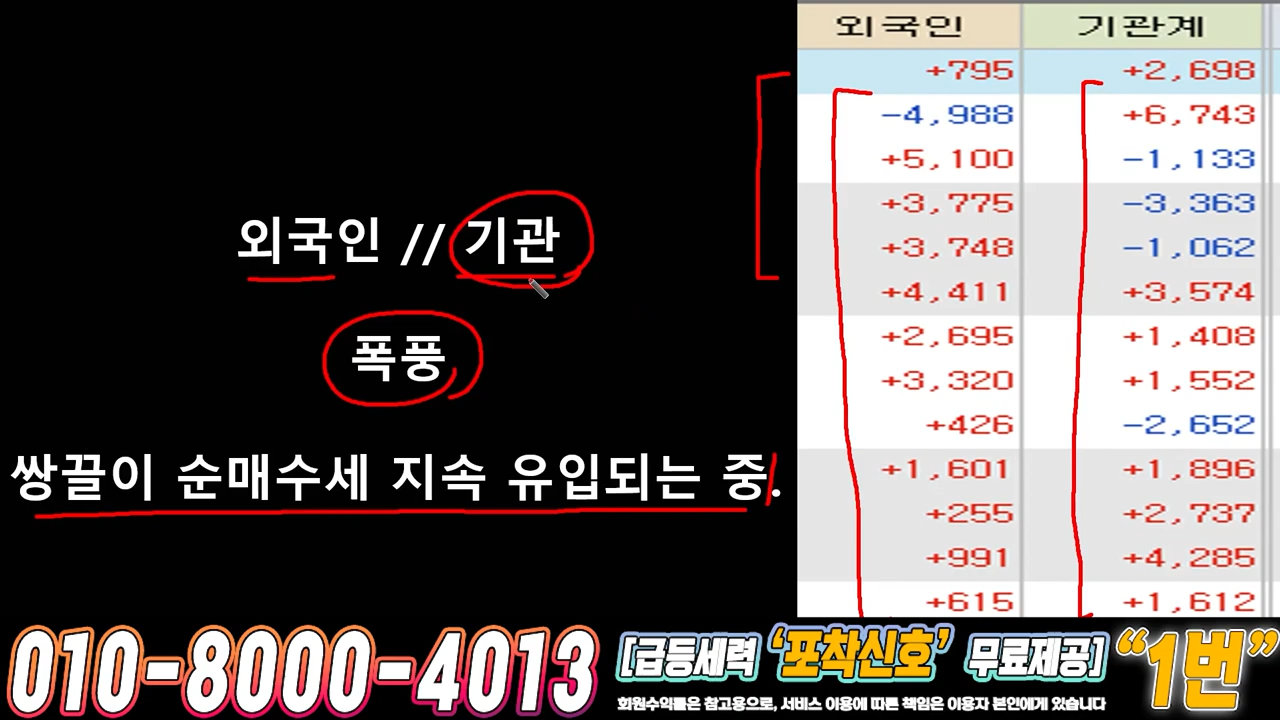 외국인 // 기관
폭풍
쌍끌이 순매수세 지속 유입되는 중.
외국인 기관계
+795 +2,698
-4,988 +6,743
+5,100 -1,133
+3,775 -3,363
+3,748 -1,062
+4,411 +3,574
+2,695 +1,408
+3,320 +1,552
+426 -2,652
+1,601 +1,896
+255 +2,737
+991 +4,285
+615 +1,612
010-8000-4013 [급등세력 '포착신호' 무료제공] "1번"
회원수익률은 참고용으로, 서비스 이용에 따른 책임은 이용자 본인에게 있습니다